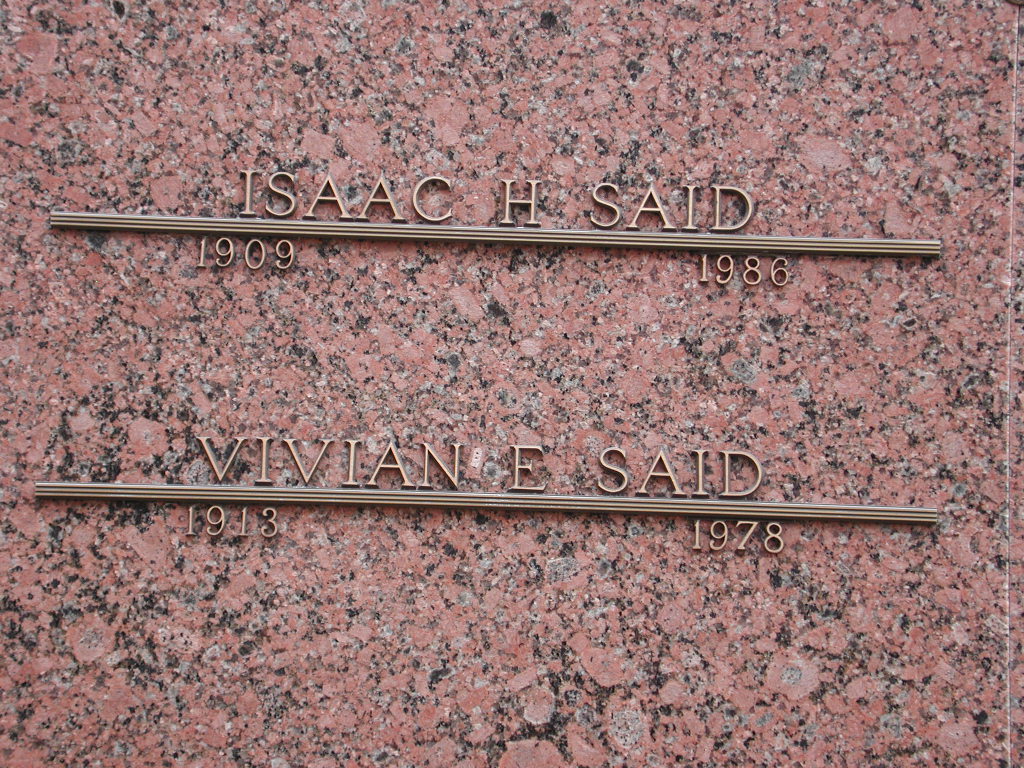 ISAAC H SAID
1909 1986
VIVIAN E SAID
1913 1978